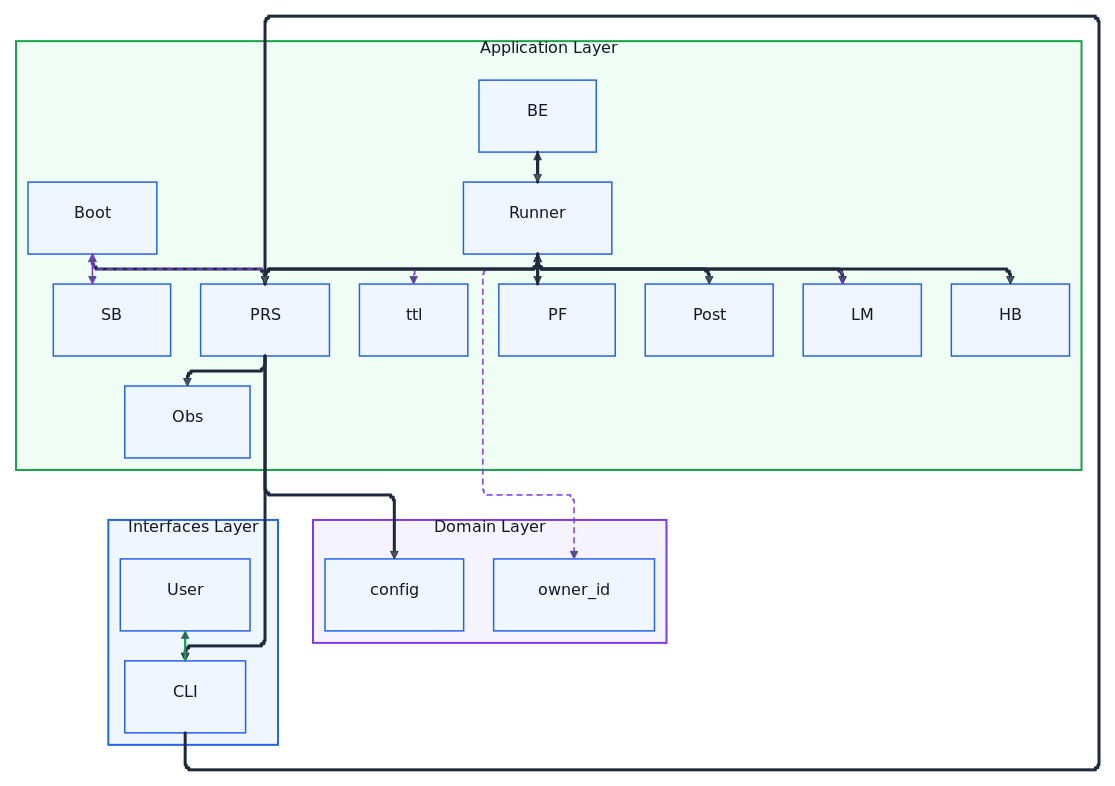 Application Layer
BE
Boot
Runner
SB
PRS
ttl
PF
Post
LM
HB
Obs
Interfaces Layer
Domain Layer
User
config
owner_id
CLI